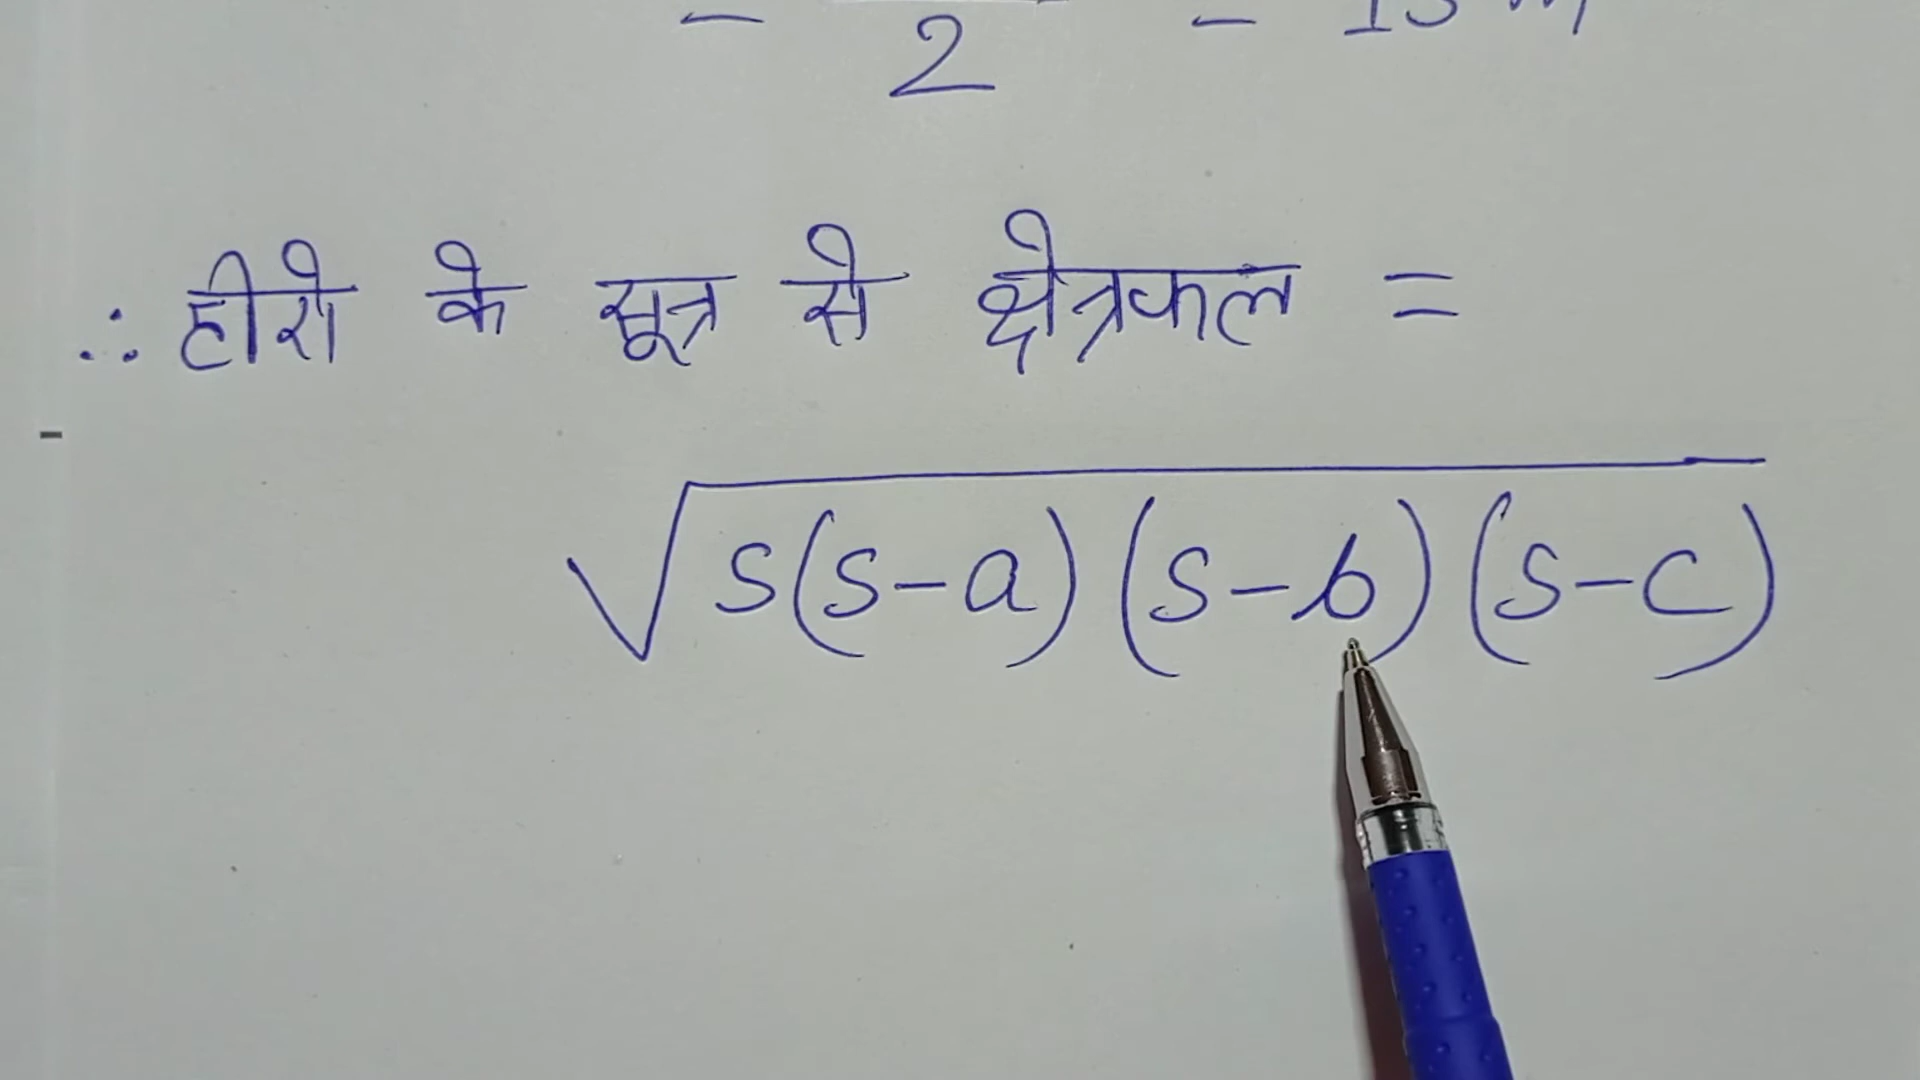 = 2 =
∴ हीरो के सूत्र से क्षेत्रफल =
√s(s-a)(s-b)(s-c)